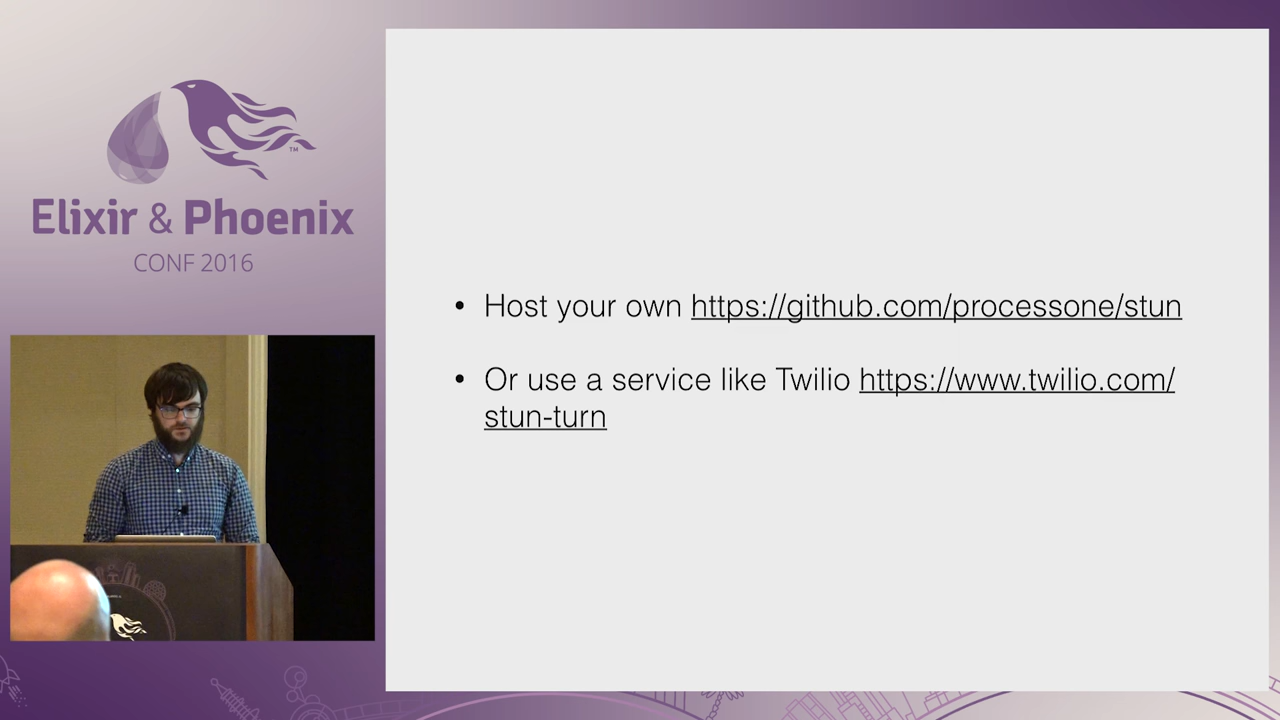 TM
Elixir & Phoenix
CONF 2016
• Host your own https://github.com/processone/stun
• Or use a service like Twilio https://www.twilio.com/
stun-turn